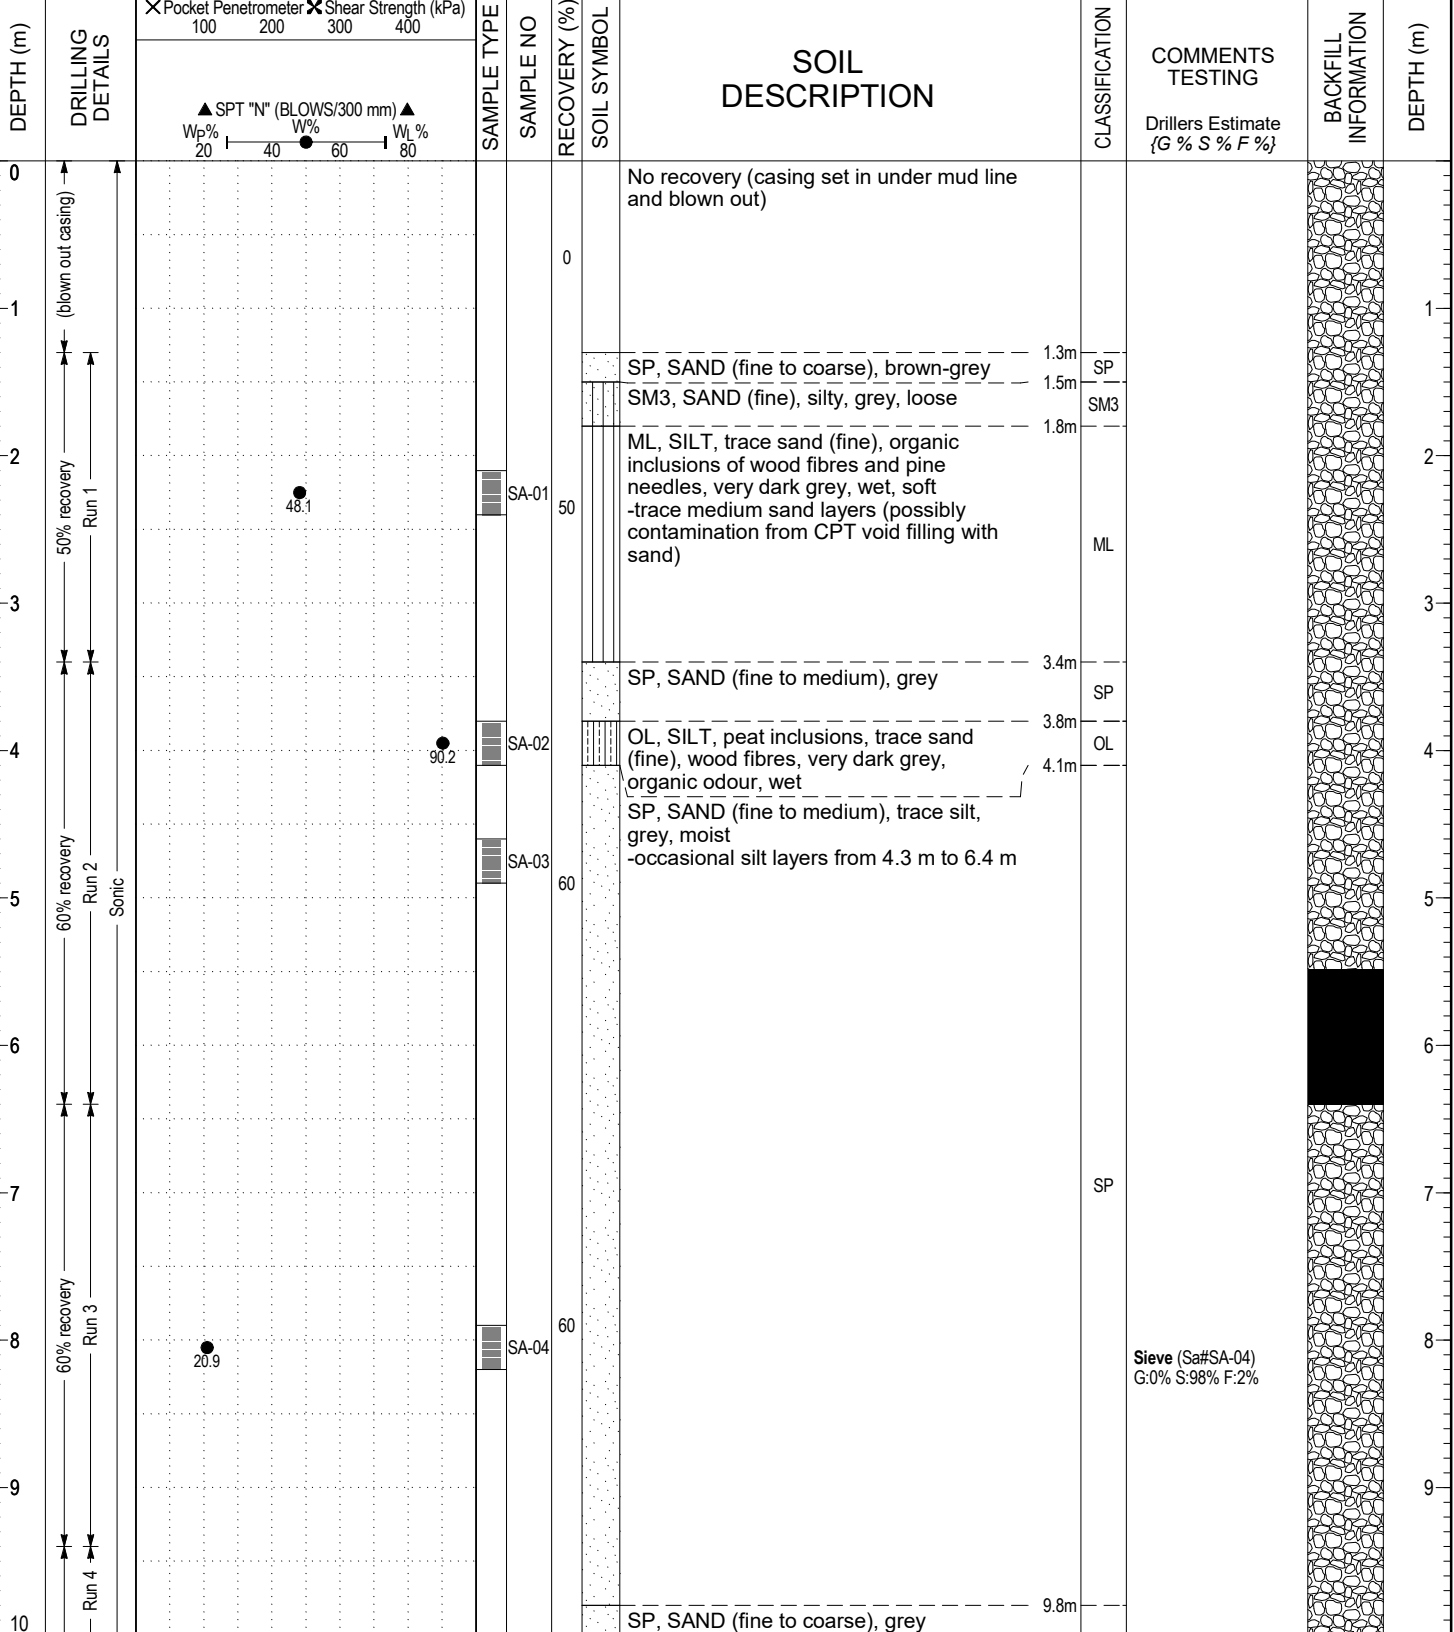 Pocket Penetrometer Shear Strength (kPa)
100 200 300 400
DEPTH (m)
DRILLING
DETAILS
▲ SPT "N" (BLOWS/300 mm) ▲
WP% W% WL%
20 40 60 80
SAMPLE TYPE
SAMPLE NO
RECOVERY (%)
SOIL SYMBOL
SOIL
DESCRIPTION
CLASSIFICATION
COMMENTS
TESTING
Drillers Estimate
{G % S % F %}
BACKFILL
INFORMATION
DEPTH (m)
0
1
2
3
4
5
6
7
8
9
10
(blown out casing)
50% recovery
60% recovery
60% recovery
Run 1
Run 2
Run 3
Run 4
Sonic
48.1
90.2
20.9
SA-01
SA-02
SA-03
SA-04
0
50
60
60
No recovery (casing set in under mud line
and blown out)
1.3m
SP, SAND (fine to coarse), brown-grey
1.5m
SM3, SAND (fine), silty, grey, loose
1.8m
ML, SILT, trace sand (fine), organic
inclusions of wood fibres and pine
needles, very dark grey, wet, soft
-trace medium sand layers (possibly
contamination from CPT void filling with
sand)
3.4m
SP, SAND (fine to medium), grey
3.8m
OL, SILT, peat inclusions, trace sand
(fine), wood fibres, very dark grey,
organic odour, wet
4.1m
SP, SAND (fine to medium), trace silt,
grey, moist
-occasional silt layers from 4.3 m to 6.4 m
9.8m
SP, SAND (fine to coarse), grey
SP
SM3
ML
SP
OL
SP
Sieve (Sa#SA-04)
G:0% S:98% F:2%
1
2
3
4
5
6
7
8
9